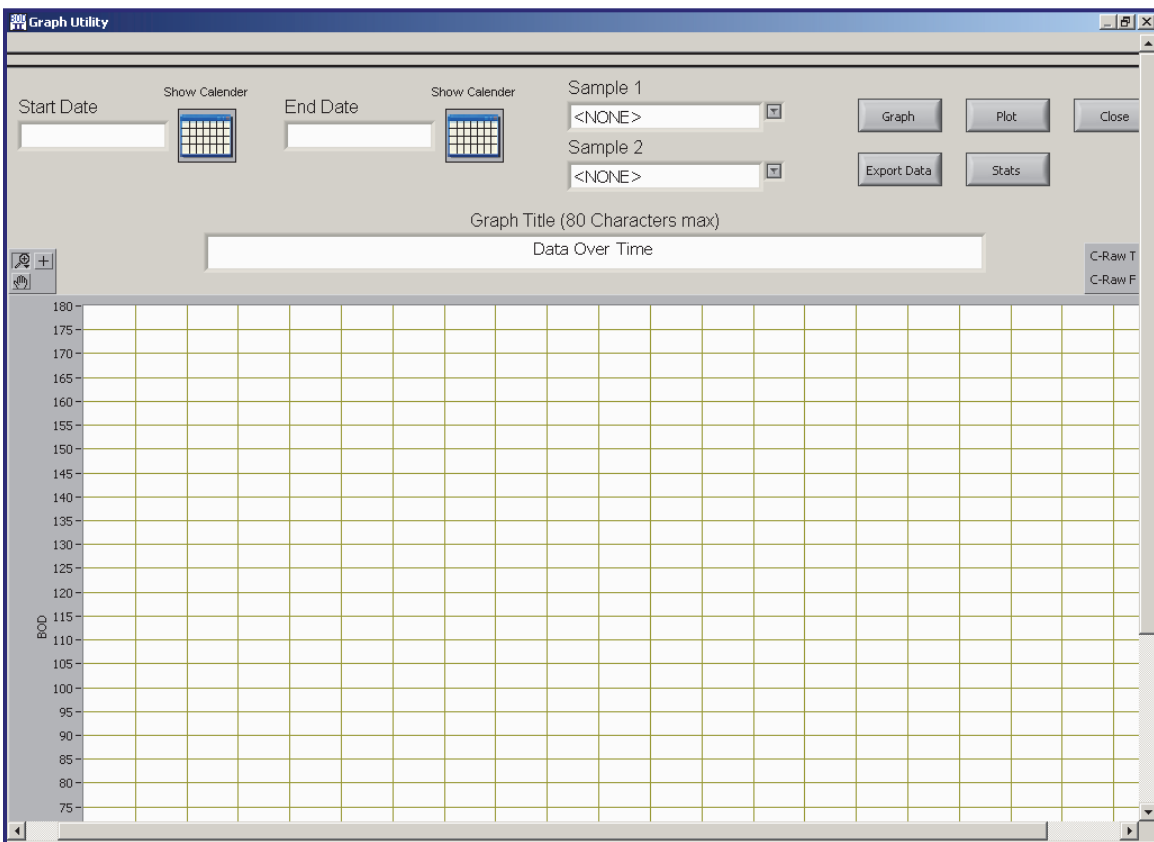 Graph Utility
Start Date
Show Calender
End Date
Show Calender
Sample 1
<NONE>
Sample 2
<NONE>
Graph
Plot
Close
Export Data
Stats
Graph Title (80 Characters max)
Data Over Time
C-Raw T
C-Raw F
180
175
170
165
160
155
150
145
140
135
130
125
120
115
110
105
100
95
90
85
80
75
BOD